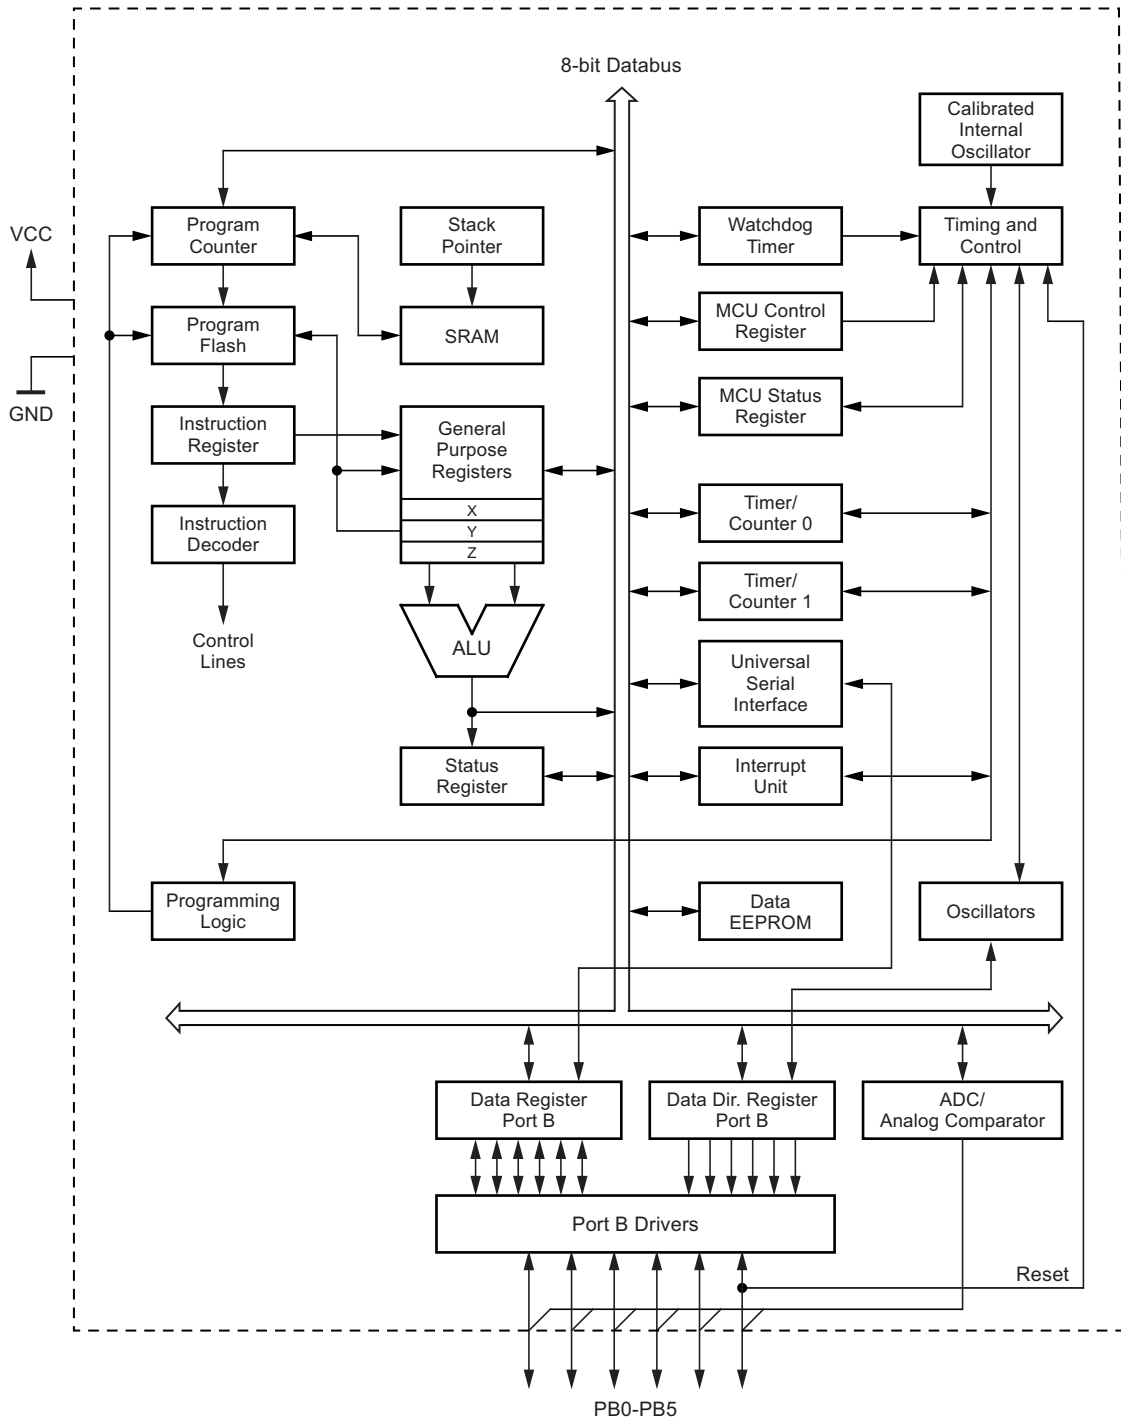 8-bit Databus
Calibrated
Internal
Oscillator
VCC
GND
Program
Counter
Stack
Pointer
Watchdog
Timer
Timing and
Control
Program
Flash
SRAM
MCU Control
Register
MCU Status
Register
Instruction
Register
General
Purpose
Registers
X
Y
Z
Instruction
Decoder
Control
Lines
Timer/
Counter 0
Timer/
Counter 1
ALU
Universal
Serial
Interface
Status
Register
Interrupt
Unit
Programming
Logic
Data
EEPROM
Oscillators
Data Register
Port B
Data Dir. Register
Port B
ADC/
Analog Comparator
Port B Drivers
Reset
PB0-PB5